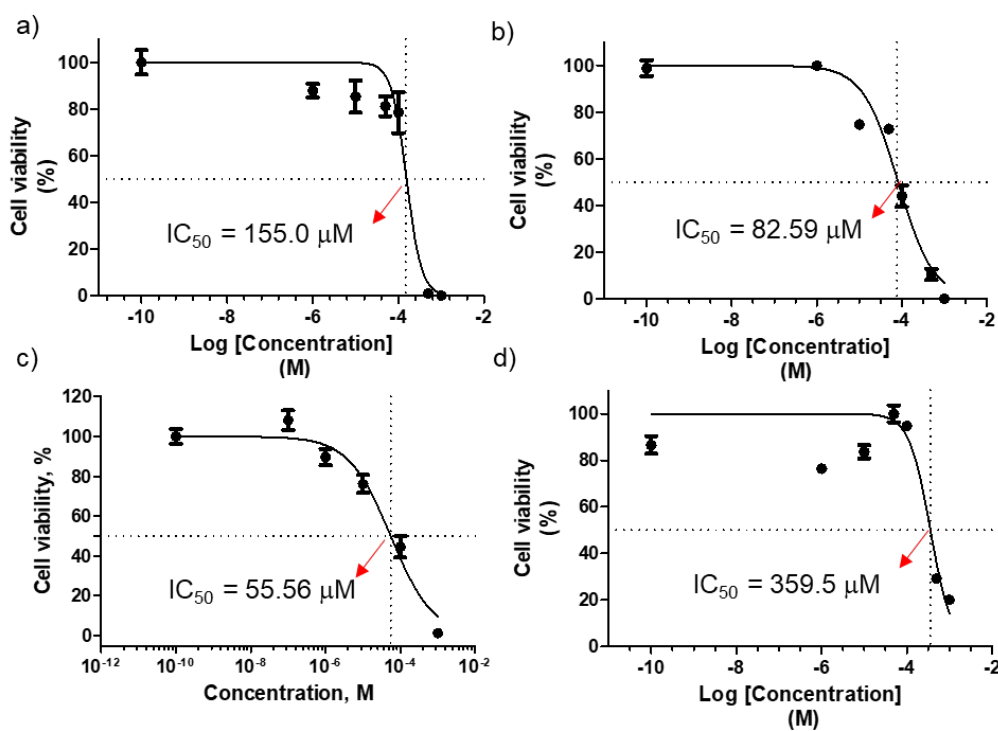 a)
100
80
60
40
20
0
Cell viability
(%)
IC50 = 155.0 μM
-10 -8 -6 -4 -2
Log [Concentration]
(M)
b)
100
80
60
40
20
0
Cell viability
(%)
IC50 = 82.59 μM
-10 -8 -6 -4 -2
Log [Concentratio]
(M)
c)
120
100
80
60
40
20
0
Cell viability, %
IC50 = 55.56 μM
10-12 10-10 10-8 10-6 10-4 10-2
Concentration, M
d)
100
80
60
40
20
0
Cell viability
(%)
IC50 = 359.5 μM
-10 -8 -6 -4 -2
Log [Concentration]
(M)